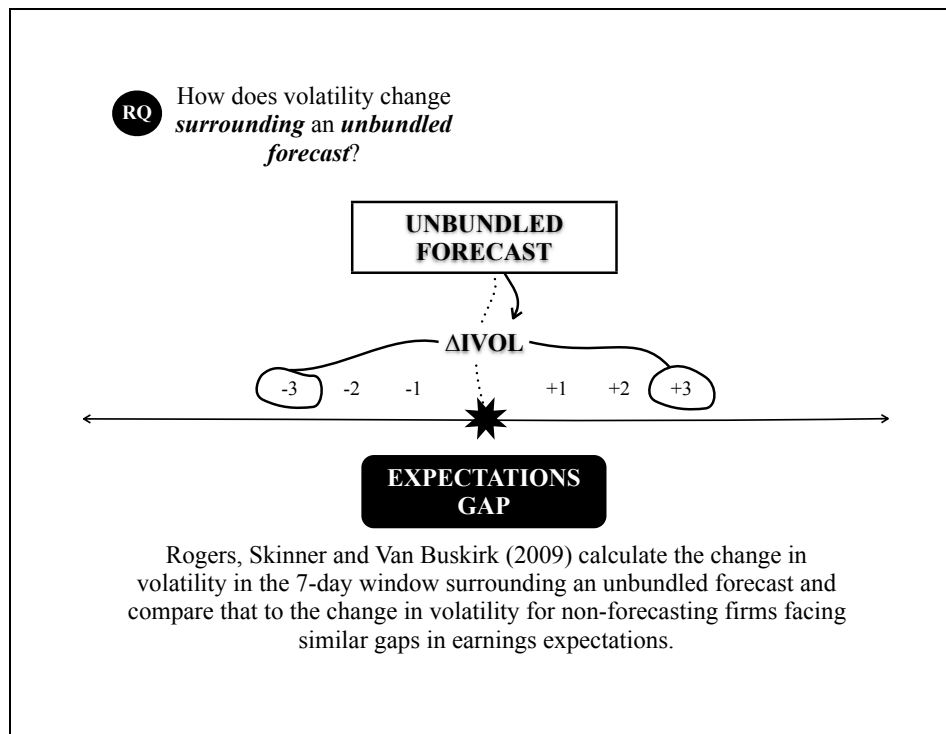 RQ
How does volatility change
surrounding an unbundled
forecast?
UNBUNDLED
FORECAST
ΔIVOL
-3 -2 -1 +1 +2 +3
EXPECTATIONS
GAP
Rogers, Skinner and Van Buskirk (2009) calculate the change in
volatility in the 7-day window surrounding an unbundled forecast and
compare that to the change in volatility for non-forecasting firms facing
similar gaps in earnings expectations.